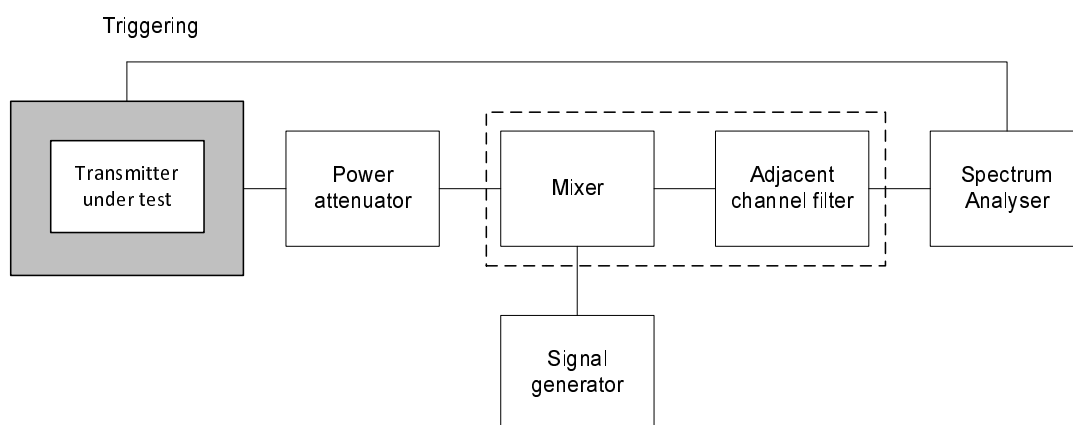 Triggering
Transmitter
under test
Power
attenuator
Mixer
Adjacent
channel filter
Spectrum
Analyser
Signal
generator